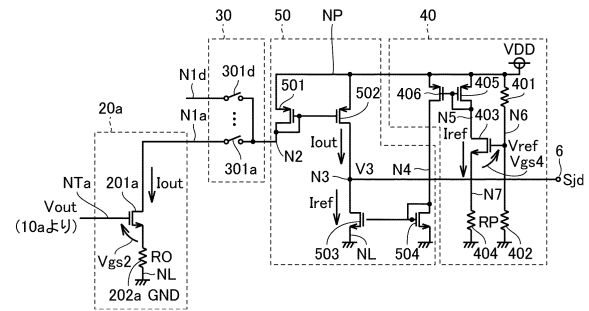 30
50
NP
40
VDD
N1d
301d
501
502
406
405
401
N5
403
N6
20a
N1a
301a
N2
Iout
Iref
Vref
Vgs4
6
NTa
201a
Iout
N3
V3
N4
Sjd
Vout
(10aより)
Iref
N7
Vgs2
RO
NL
503
NL
504
RP
404
402
202a
GND